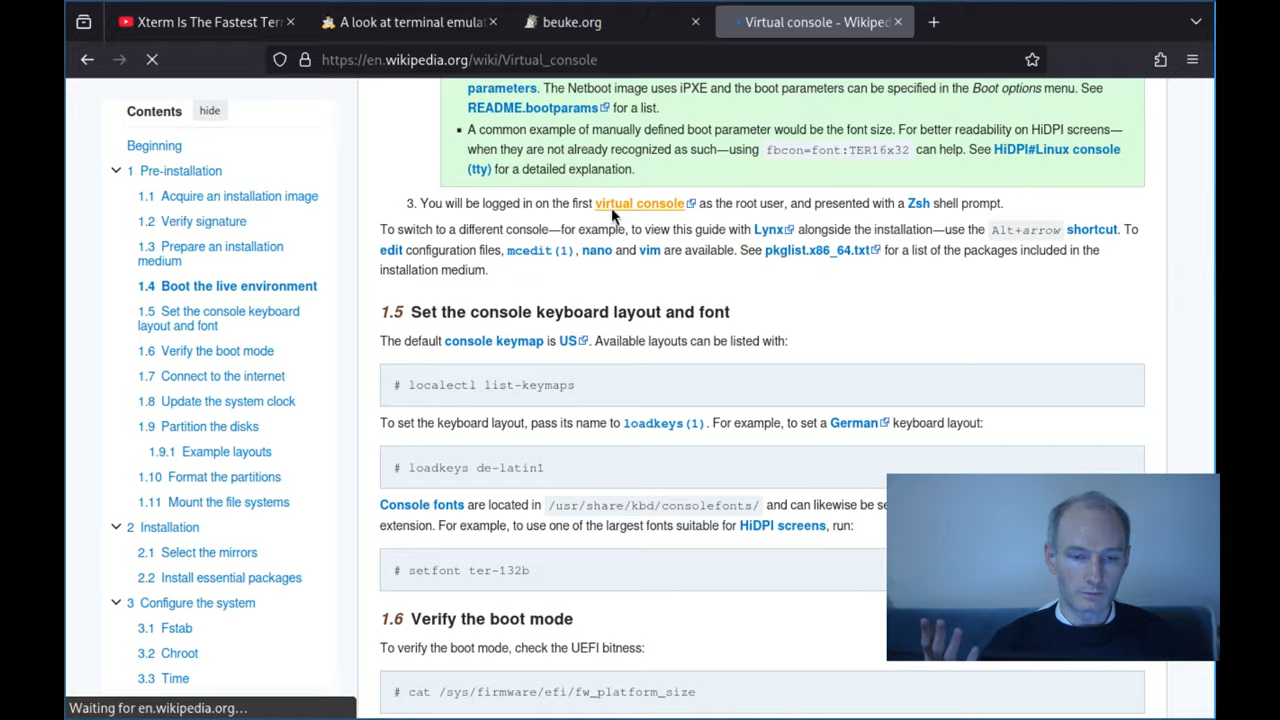 Xterm Is The Fastest Ter
A look at terminal emulat
beuke.org
Virtual console - Wikiped
https://en.wikipedia.org/wiki/Virtual_console
Contents
hide
Beginning
1 Pre-installation
1.1 Acquire an installation image
1.2 Verify signature
1.3 Prepare an installation
medium
1.4 Boot the live environment
1.5 Set the console keyboard
layout and font
1.6 Verify the boot mode
1.7 Connect to the internet
1.8 Update the system clock
1.9 Partition the disks
1.9.1 Example layouts
1.10 Format the partitions
1.11 Mount the file systems
2 Installation
2.1 Select the mirrors
2.2 Install essential packages
3 Configure the system
3.1 Fstab
3.2 Chroot
3.3 Time
parameters. The Netboot image uses iPXE and the boot parameters can be specified in the Boot options menu. See
README.bootparams for a list.
▪ A common example of manually defined boot parameter would be the font size. For better readability on HiDPI screens—
when they are not already recognized as such—using fbcon=font:TER16x32 can help. See HiDPI#Linux console
(tty) for a detailed explanation.
3. You will be logged in on the first virtual console as the root user, and presented with a Zsh shell prompt.
To switch to a different console—for example, to view this guide with Lynx alongside the installation—use the Alt+arrow shortcut. To
edit configuration files, mcedit(1), nano and vim are available. See pkglist.x86_64.txt for a list of the packages included in the
installation medium.
1.5 Set the console keyboard layout and font
The default console keymap is US. Available layouts can be listed with:
# localectl list-keymaps
To set the keyboard layout, pass its name to loadkeys(1). For example, to set a German keyboard layout:
# loadkeys de-latin1
Console fonts are located in /usr/share/kbd/consolefonts/ and can likewise be se
extension. For example, to use one of the largest fonts suitable for HiDPI screens, run:
# setfont ter-132b
1.6 Verify the boot mode
To verify the boot mode, check the UEFI bitness:
# cat /sys/firmware/efi/fw_platform_size
Waiting for en.wikipedia.org…